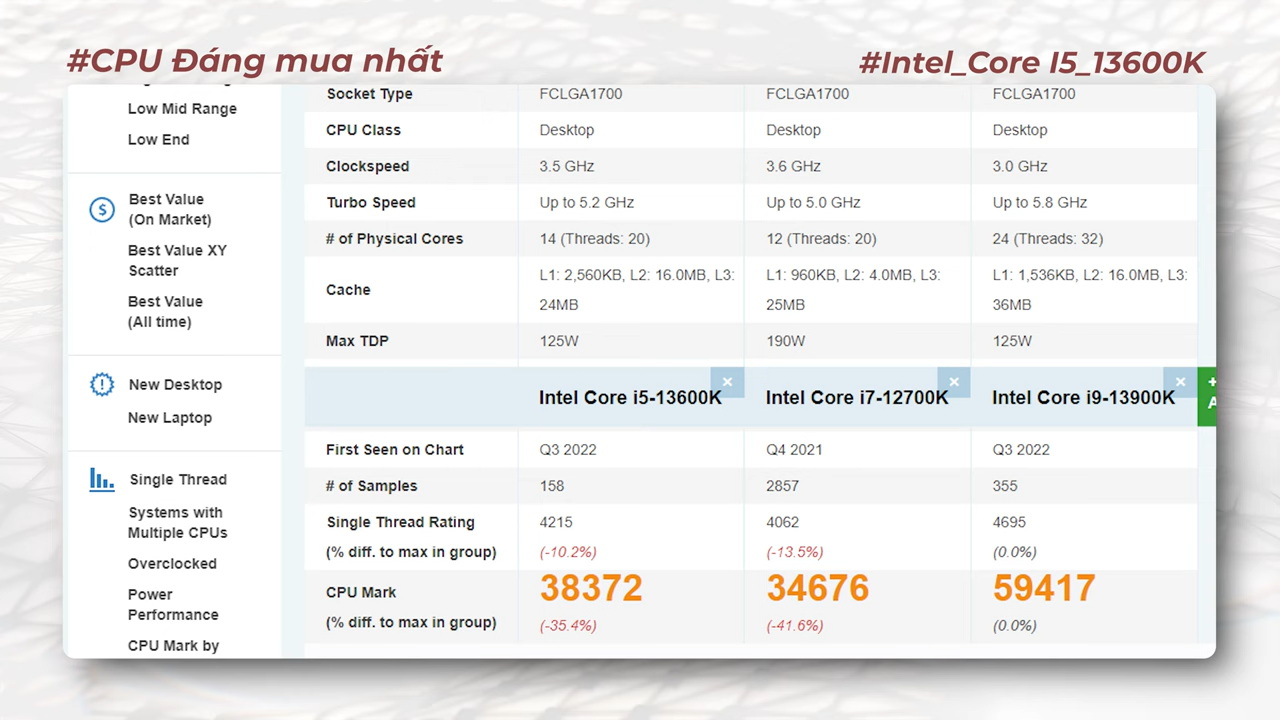 #CPU Đáng mua nhất
#Intel_Core I5_13600K
Low Mid Range
Low End
Best Value
(On Market)
Best Value XY
Scatter
Best Value
(All time)
New Desktop
New Laptop
Single Thread
Systems with
Multiple CPUs
Overclocked
Power
Performance
CPU Mark by
Socket Type FCLGA1700 FCLGA1700 FCLGA1700
CPU Class Desktop Desktop Desktop
Clockspeed 3.5 GHz 3.6 GHz 3.0 GHz
Turbo Speed Up to 5.2 GHz Up to 5.0 GHz Up to 5.8 GHz
# of Physical Cores 14 (Threads: 20) 12 (Threads: 20) 24 (Threads: 32)
Cache L1: 2,560KB, L2: 16.0MB, L3: 24MB L1: 960KB, L2: 4.0MB, L3: 25MB L1: 1,536KB, L2: 16.0MB, L3: 36MB
Max TDP 125W 190W 125W
Intel Core i5-13600K Intel Core i7-12700K Intel Core i9-13900K
First Seen on Chart Q3 2022 Q4 2021 Q3 2022
# of Samples 158 2857 355
Single Thread Rating 4215 4062 4695
(% diff. to max in group) (-10.2%) (-13.5%) (0.0%)
CPU Mark 38372 34676 59417
(% diff. to max in group) (-35.4%) (-41.6%) (0.0%)